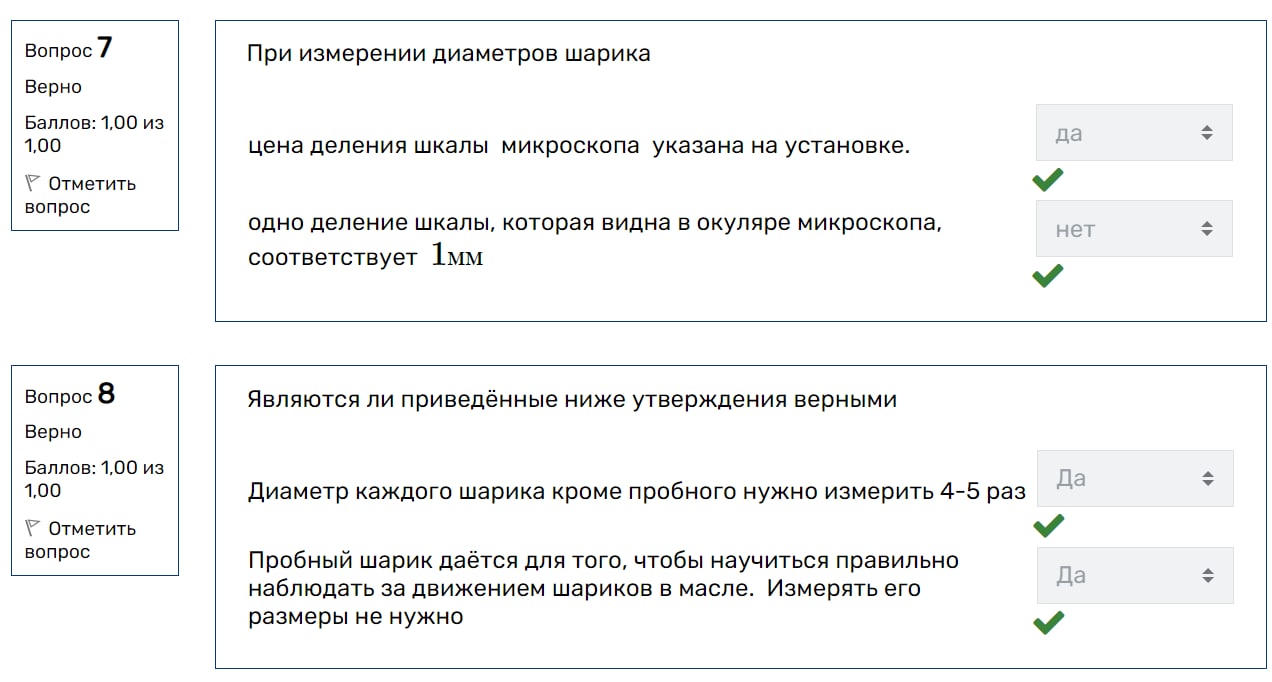 Вопрос 7
Верно
Баллов: 1,00 из
1,00
Отметить
вопрос
При измерении диаметров шарика
цена деления шкалы микроскопа указана на установке.
да
одно деление шкалы, которая видна в окуляре микроскопа,
соответствует 1мм
нет
Вопрос 8
Верно
Баллов: 1,00 из
1,00
Отметить
вопрос
Являются ли приведённые ниже утверждения верными
Диаметр каждого шарика кроме пробного нужно измерить 4-5 раз
Да
Пробный шарик даётся для того, чтобы научиться правильно
наблюдать за движением шариков в масле. Измерять его
размеры не нужно
Да